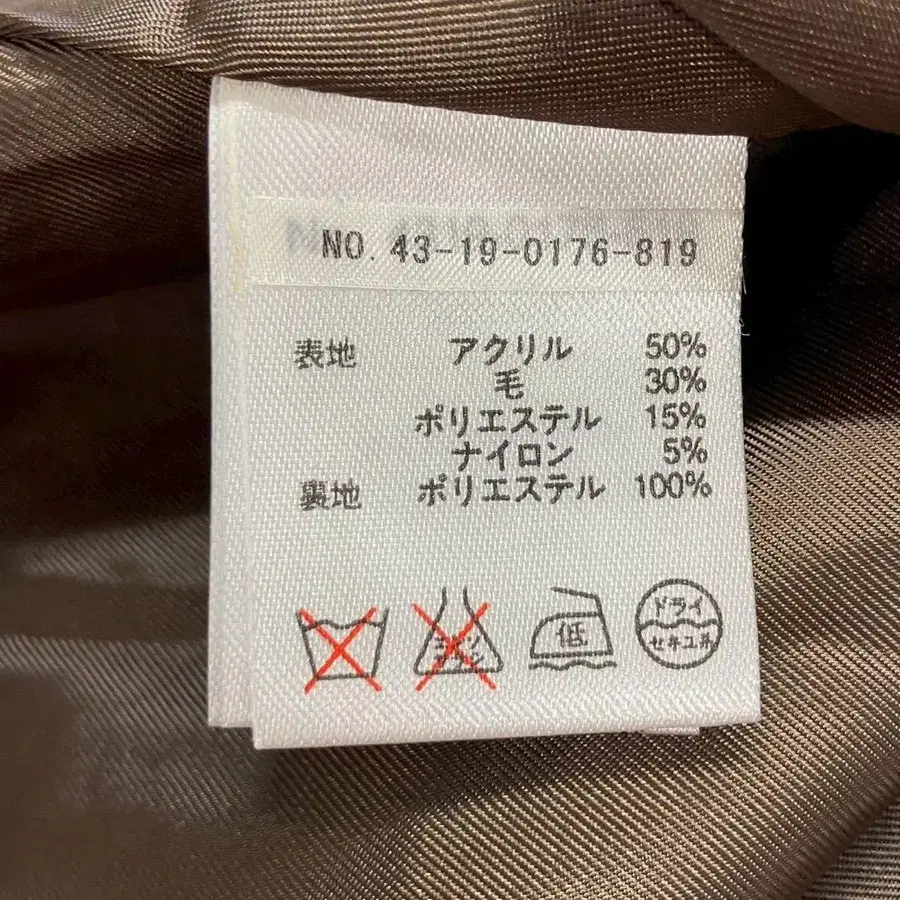 NO. 43-19-0176-819
表地 アクリル 50%
毛 30%
ポリエステル 15%
ナイロン 5%
裏地 ポリエステル 100%
低
ドライ
セキユ系